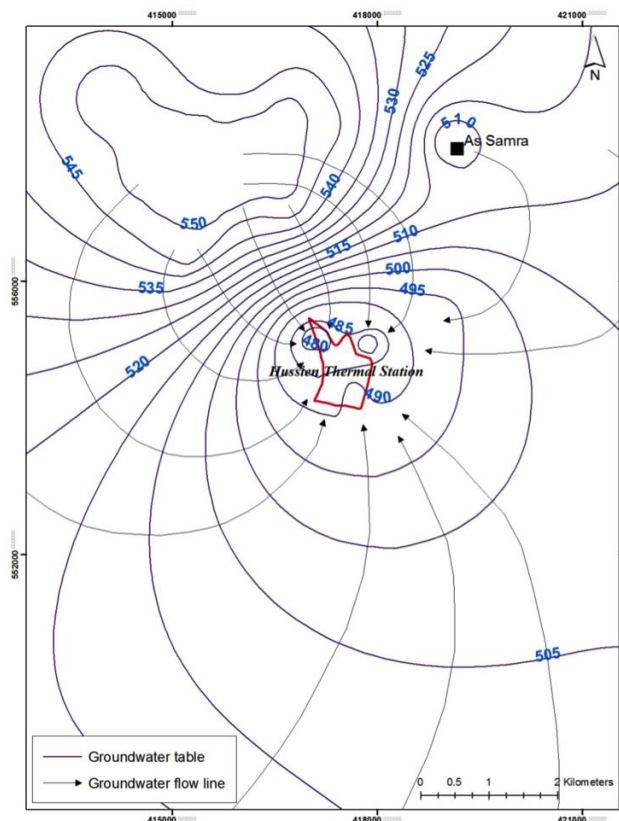 415000 418000 421000
525
530
N
510
As Samra
545
540
550
510
515
500
556000
535
495
485
480
520
Hussien Thermal Station
490
552000
505
Groundwater table
Groundwater flow line
0 0.5 1 2 Kilometers
415000 418000 421000